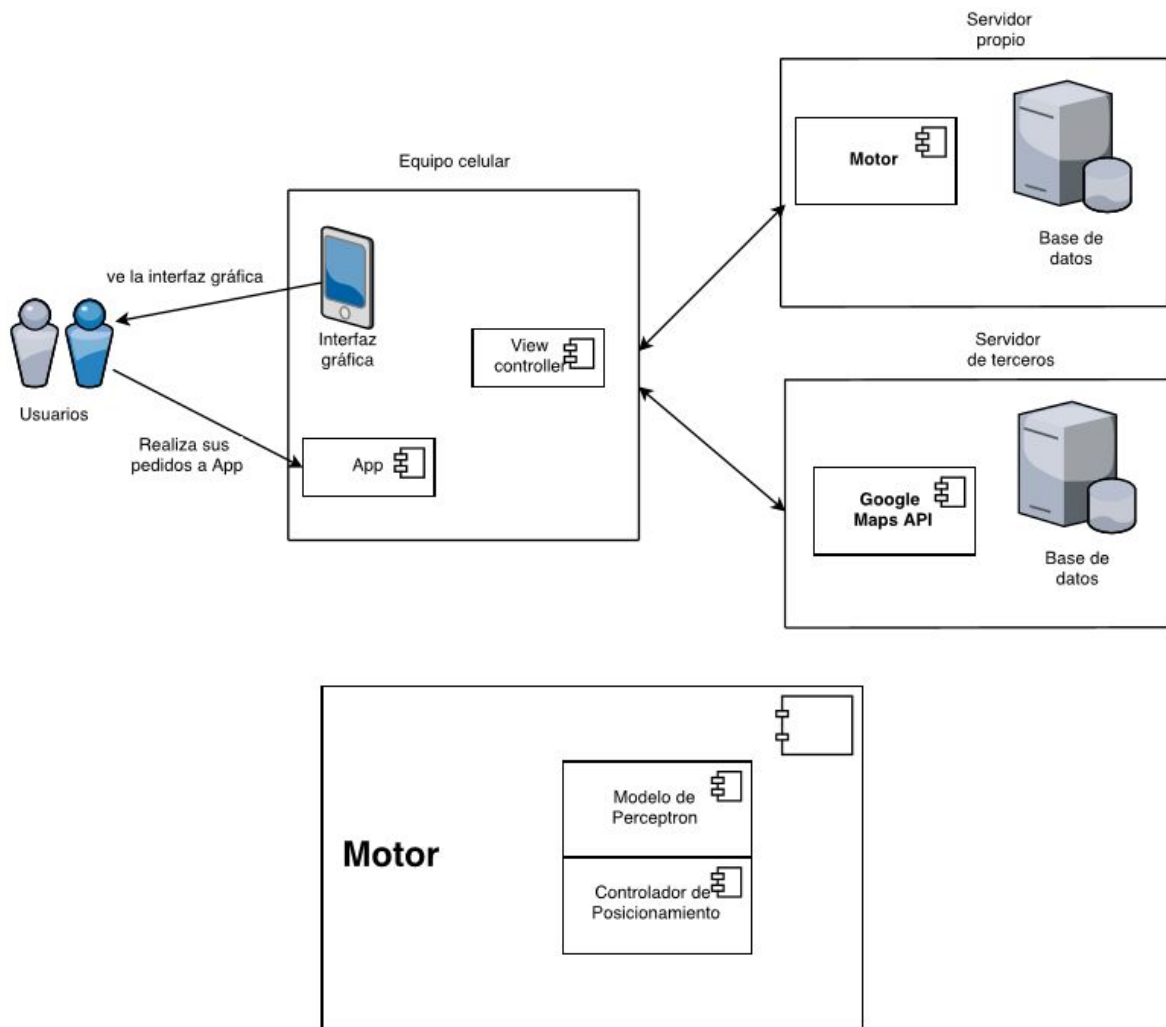 Servidor
propio
Motor
Base de
datos
Equipo celular
ve la interfaz gráfica
Interfaz
gráfica
View
controller
Usuarios
Realiza sus
pedidos a App
App
Servidor
de terceros
Google
Maps API
Base de
datos
Motor
Modelo de
Perceptron
Controlador de
Posicionamiento